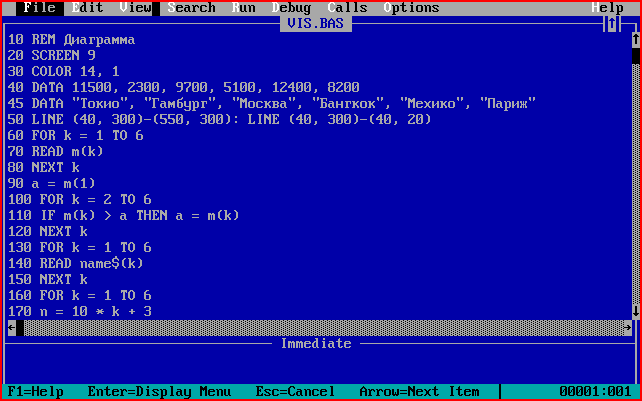 File Edit View Search Run Debug Calls Options Help
VIS.BAS
10 REM Диаграмма
20 SCREEN 9
30 COLOR 14, 1
40 DATA 11500, 2300, 9700, 5100, 12400, 8200
45 DATA "Токио", "Гамбург", "Москва", "Бангкок", "Мехико", "Париж"
50 LINE (40, 300)-(550, 300): LINE (40, 300)-(40, 20)
60 FOR k = 1 TO 6
70 READ m(k)
80 NEXT k
90 a = m(1)
100 FOR k = 2 TO 6
110 IF m(k) > a THEN a = m(k)
120 NEXT k
130 FOR k = 1 TO 6
140 READ name$(k)
150 NEXT k
160 FOR k = 1 TO 6
170 n = 10 * k + 3
Immediate
F1=Help Enter=Display Menu Esc=Cancel Arrow=Next Item 00001:001